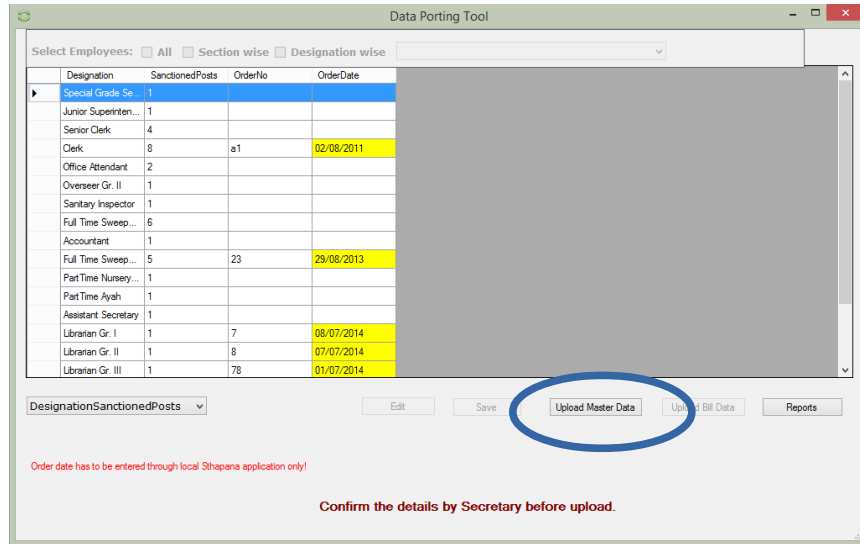 Data Porting Tool
Select Employees: All Section wise Designation wise
Designation SanctionedPosts OrderNo OrderDate
Special Grade Se... 1
Junior Superinten... 1
Senior Clerk 4
Clerk 8 a1 02/08/2011
Office Attendant 2
Overseer Gr. II 1
Sanitary Inspector 1
Full Time Sweep... 6
Accountant 1
Full Time Sweep... 5 23 29/08/2013
PartTime Nursery... 1
PartTime Ayah 1
Assistant Secretary 1
Librarian Gr. I 1 7 08/07/2014
Librarian Gr. II 1 8 07/07/2014
Librarian Gr. III 1 78 01/07/2014
DesignationSanctionedPosts Edit Save Upload Master Data Upload Bill Data Reports
Order date has to be entered through local Sthapana application only!
Confirm the details by Secretary before upload.